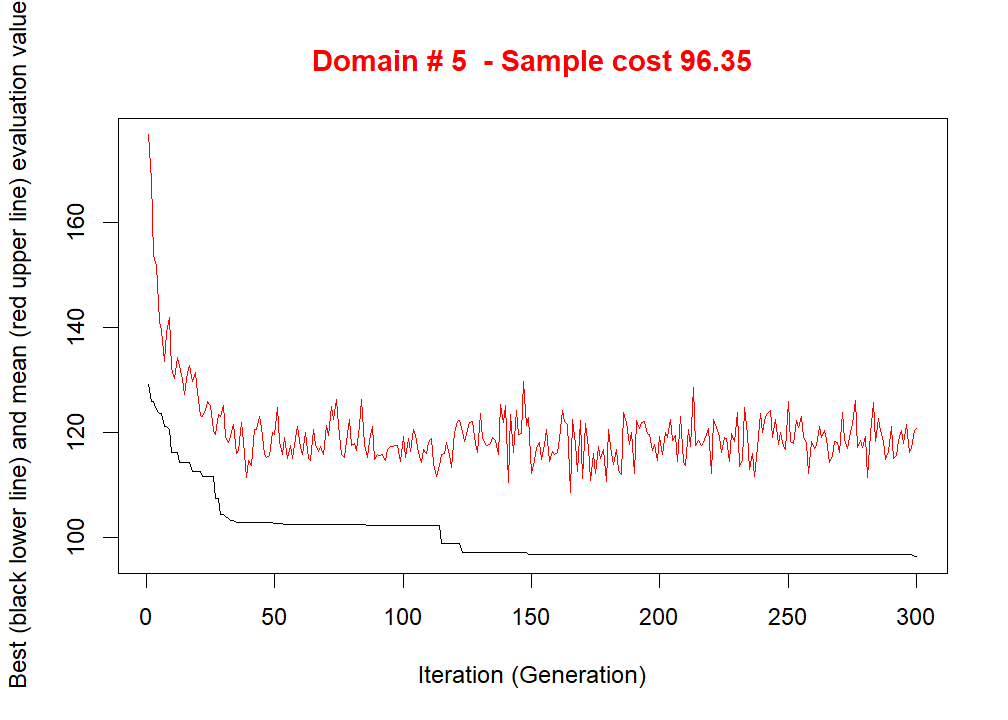 Domain # 5  - Sample cost 96.35
Best (black lower line) and mean (red upper line) evaluation value
160
140
120
100
0 50 100 150 200 250 300
Iteration (Generation)